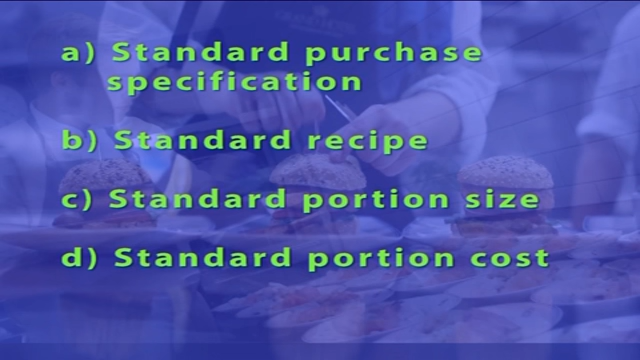 a) Standard purchase
specification
b) Standard recipe
c) Standard portion size
d) Standard portion cost